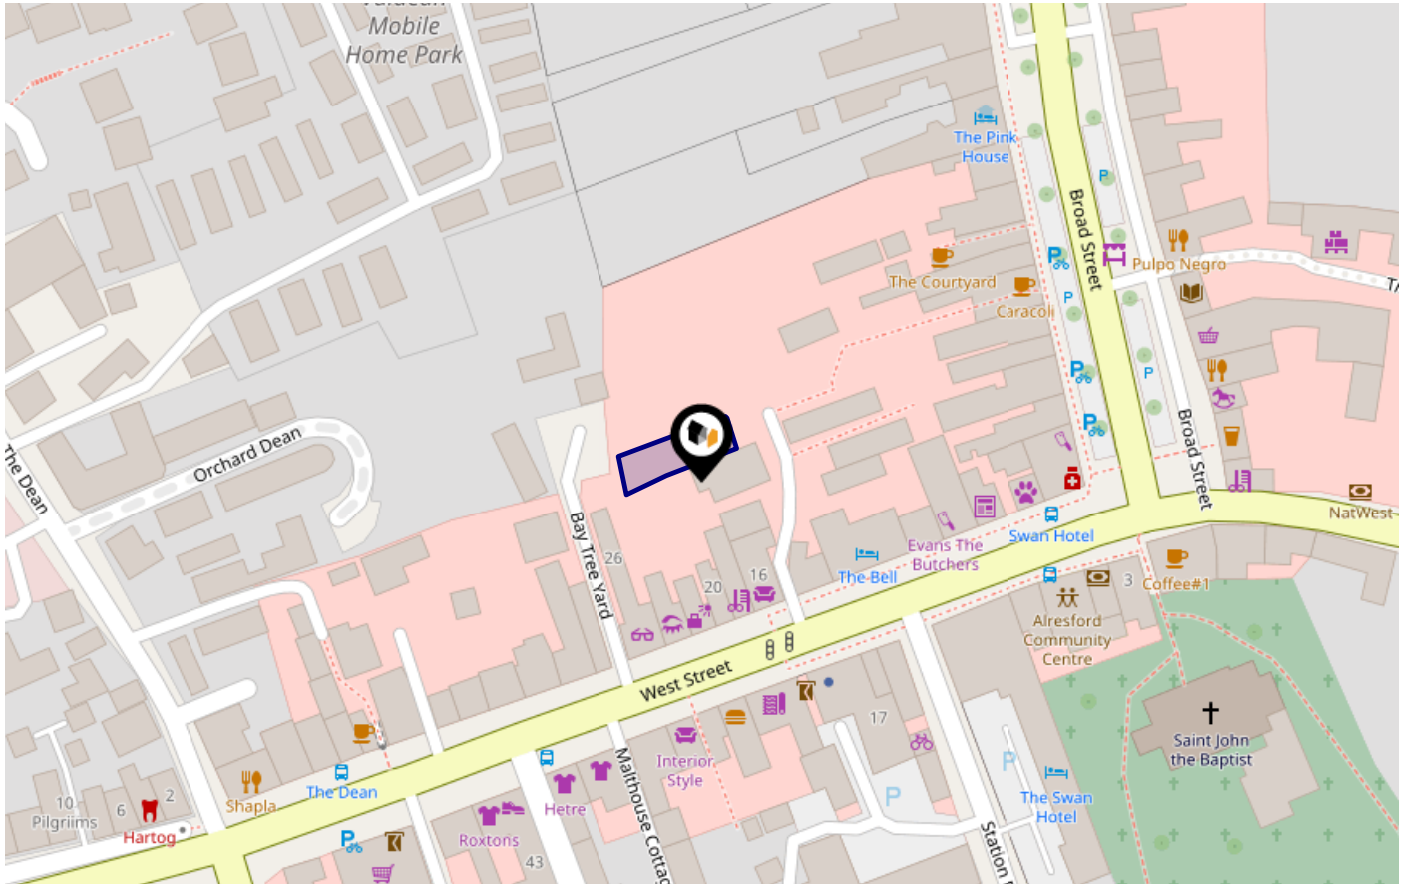 Mobile
Home Park
The Pink
House
P
Broad Street
P
Pulpo Negro
The Courtyard
P
Caracoli
P
P
P
Broad Street
Orchard Dean
The Dean
NatWest
Swan Hotel
Evans The
Butchers
The Bell
Bay Tree Yard
26
20
16
3
Coffee#1
Alresford
Community
Centre
West Street
17
Saint John
the Baptist
Interior
Style
Malthouse Cottag
P
P
The Swan
Hotel
Station
The Dean
Hetre
Shapla
10
Pilgriims
6
2
Hartog
Roxtons
P
43